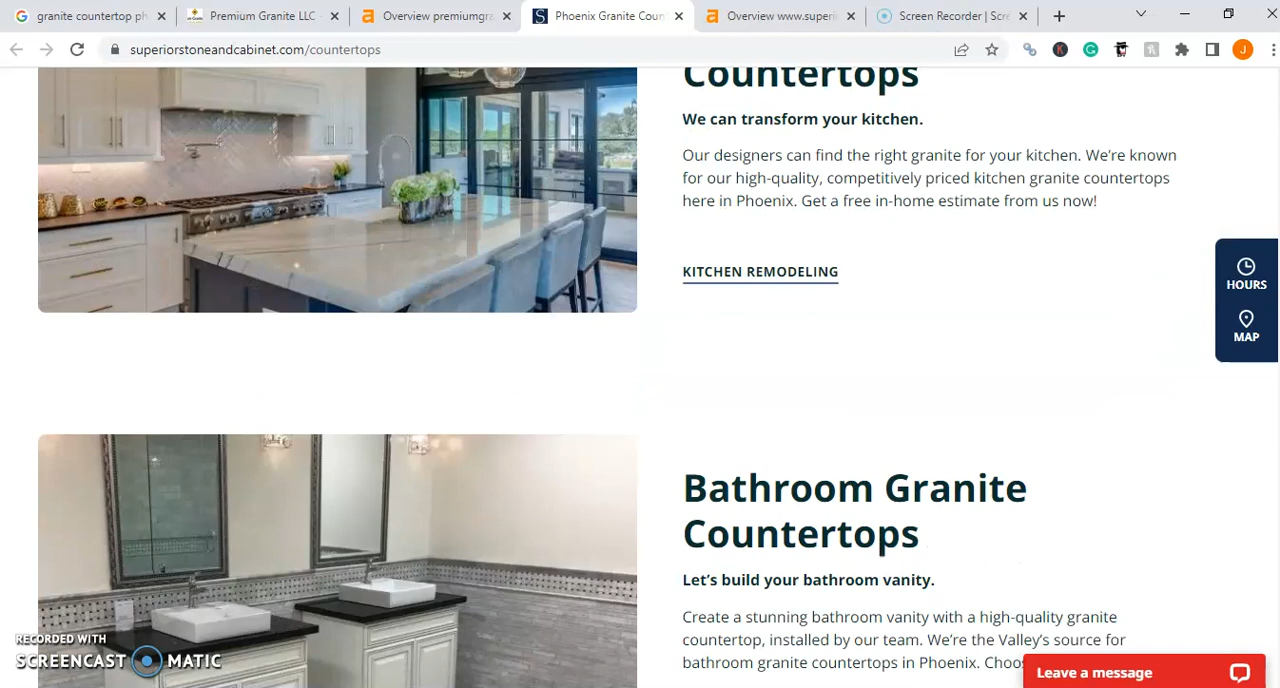 granite countertop ph
Premium Granite LLC -
Overview premiumgra
Phoenix Granite Coun
Overview www.superi
Screen Recorder | Scre
superiorstoneandcabinet.com/countertops
J
Countertops
We can transform your kitchen.
Our designers can find the right granite for your kitchen. We're known
for our high-quality, competitively priced kitchen granite countertops
here in Phoenix. Get a free in-home estimate from us now!
KITCHEN REMODELING
HOURS
MAP
Bathroom Granite
Countertops
Let's build your bathroom vanity.
Create a stunning bathroom vanity with a high-quality granite
countertop, installed by our team. We're the Valley's source for
bathroom granite countertops in Phoenix. Choo
Leave a message
RECORDED WITH
SCREENCAST MATIC